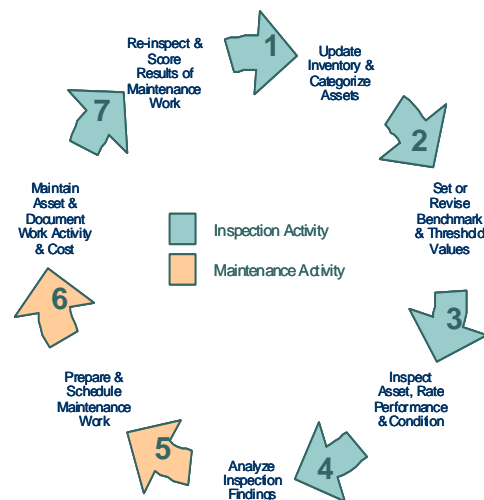 1
Update
Inventory &
Categorize
Assets
2
Set or
Revise
Benchmark
& Threshold
Values
3
Inspect
Asset, Rate
Performance
& Condition
4
Analyze
Inspection
Findings
5
Prepare &
Schedule
Maintenance
Work
6
Maintain
Asset &
Document
Work Activity
& Cost
7
Re-inspect &
Score
Results of
Maintenance
Work
Inspection Activity
Maintenance Activity